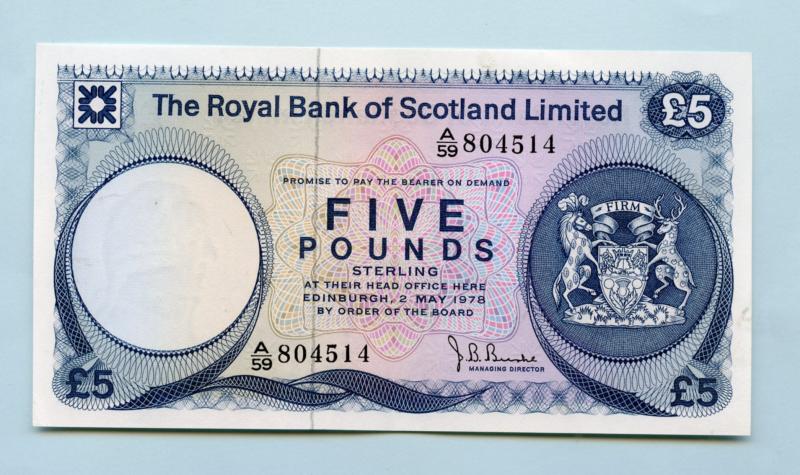 The Royal Bank of Scotland Limited
£5
A/59 804514
PROMISE TO PAY THE BEARER ON DEMAND
FIVE
POUNDS
STERLING
AT THEIR HEAD OFFICE HERE
EDINBURGH, 2 MAY 1978
BY ORDER OF THE BOARD
FIRM
A/59 804514
J. B. Burke
MANAGING DIRECTOR
£5
£5